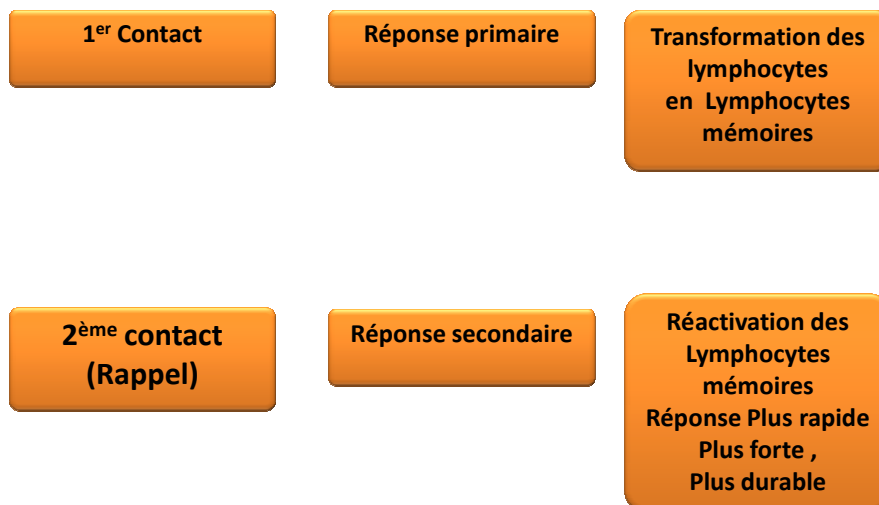 1er Contact
Réponse primaire
Transformation des
lymphocytes
en Lymphocytes
mémoires
2ème contact
(Rappel)
Réponse secondaire
Réactivation des
Lymphocytes
mémoires
Réponse Plus rapide
Plus forte ,
Plus durable